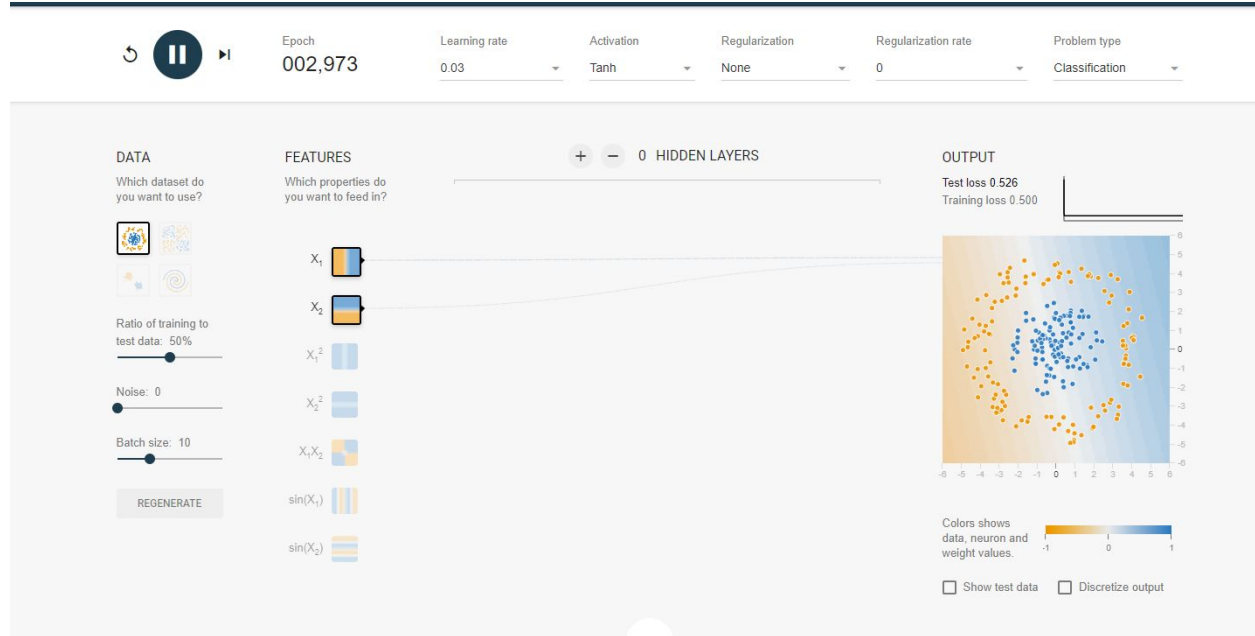 Epoch
002,973
Learning rate
0.03
Activation
Tanh
Regularization
None
Regularization rate
0
Problem type
Classification
DATA
Which dataset do
you want to use?
Ratio of training to
test data: 50%
Noise: 0
Batch size: 10
REGENERATE
FEATURES
Which properties do
you want to feed in?
X₁
X₂
X₁²
X₂²
X₁X₂
sin(X₁)
sin(X₂)
+ − 0 HIDDEN LAYERS
OUTPUT
Test loss 0.526
Training loss 0.500
6
5
4
3
2
1
0
-1
-2
-3
-4
-5
-6
-6 -5 -4 -3 -2 -1 0 1 2 3 4 5 6
Colors shows
data, neuron and
weight values.
-1 0 1
Show test data
Discretize output